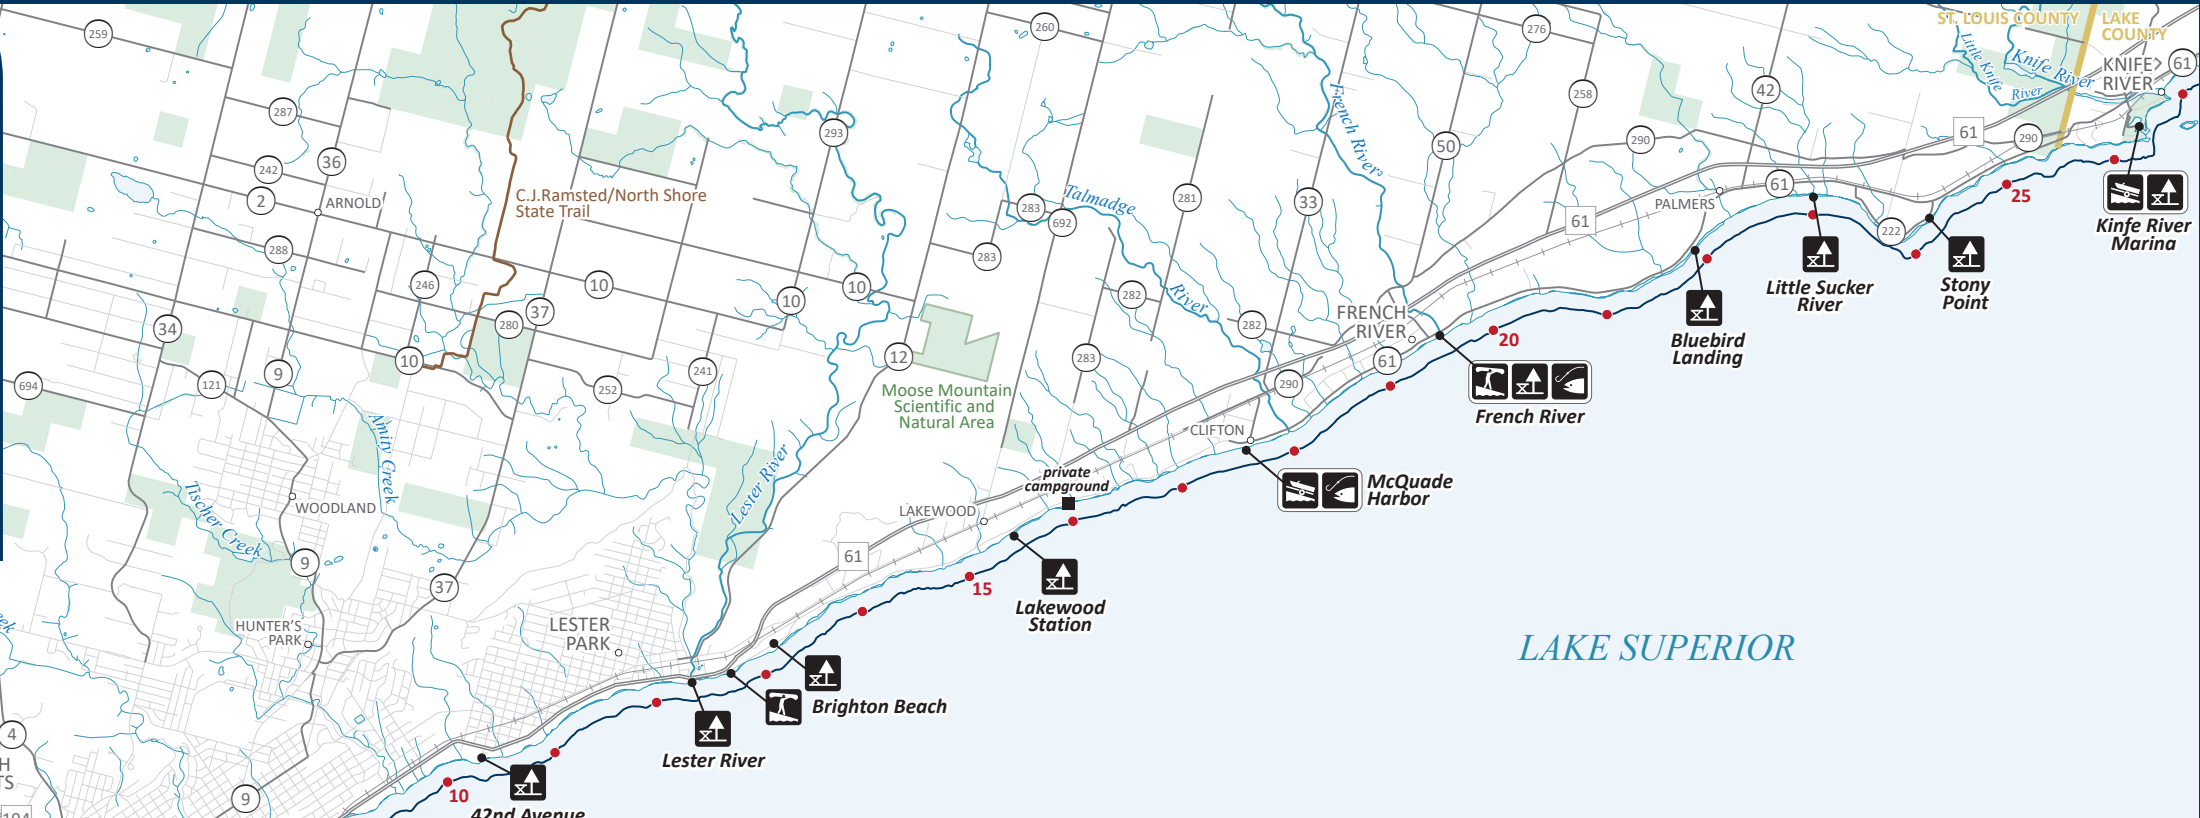 ST. LOUIS COUNTY
LAKE
COUNTY
259
260
276
Little Knife
River
Knife River
KNIFE
RIVER
61
287
293
258
42
36
242
2
ARNOLD
C.J.Ramsted/North Shore
State Trail
French River
50
290
61
290
288
246
10
37
280
10
10
283
692
Talmadge
River
281
33
283
282
282
61
PALMERS
61
222
25
Kinfe River
Marina
Stony
Point
Little Sucker
River
Bluebird
Landing
34
9
10
121
694
252
241
12
Moose Mountain
Scientific and
Natural Area
283
290
FRENCH
RIVER
61
20
French River
CLIFTON
McQuade
Harbor
private
campground
LAKEWOOD
Lakewood
Station
15
61
Amity Creek
Tischer Creek
WOODLAND
Lester River
9
37
HUNTER'S
PARK
LESTER
PARK
Brighton Beach
Lester River
LAKE SUPERIOR
4
9
10
42nd Avenue